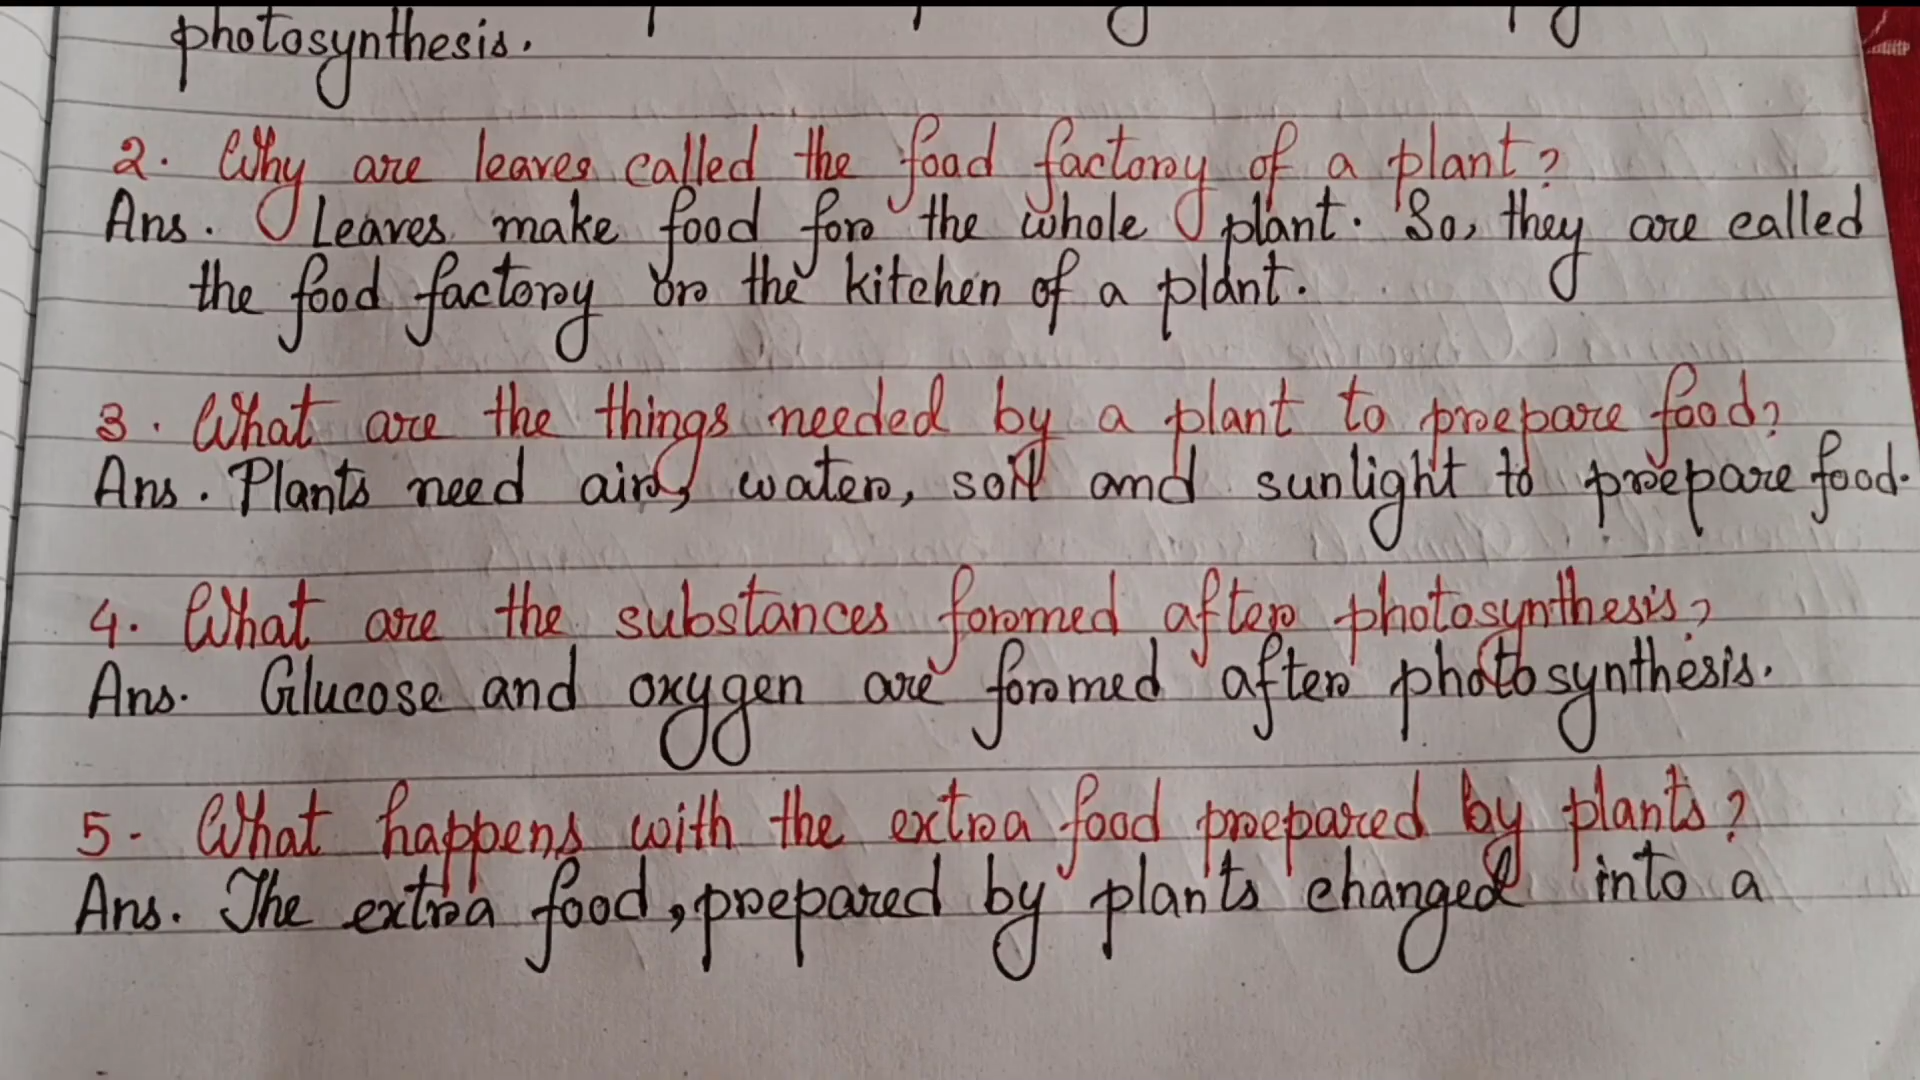 photosynthesis.
2. Why are leaves called the food factory of a plant?
Ans. Leaves make food for the whole plant. So, they are called
the food factory or the kitchen of a plant.
3. What are the things needed by a plant to prepare food?
Ans. Plants need air, water, soil and sunlight to prepare food.
4. What are the substances formed after photosynthesis?
Ans. Glucose and oxygen are formed after photosynthesis.
5. What happens with the extra food prepared by plants?
Ans. The extra food, prepared by plants changed into a